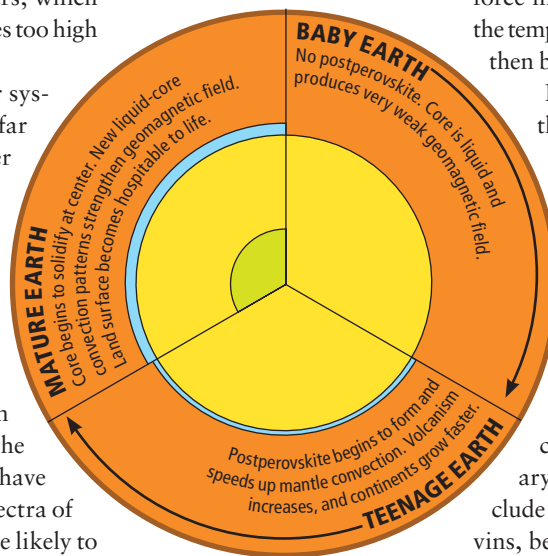 rs, which
es too high
r sys-
far
er
n
he
have
ectra of
e likely to
BABY EARTH
No postperovskite. Core is liquid and
produces very weak geomagnetic field.
TEENAGE EARTH
Postperovskite begins to form and
speeds up mantle convection. Volcanism
increases, and continents grow faster.
MATURE EARTH
Core begins to solidify at center. New liquid-core
convection patterns strengthen geomagnetic field.
Land surface becomes hospitable to life.
force
the temp
then b
th
c
ary
clude
vins, be